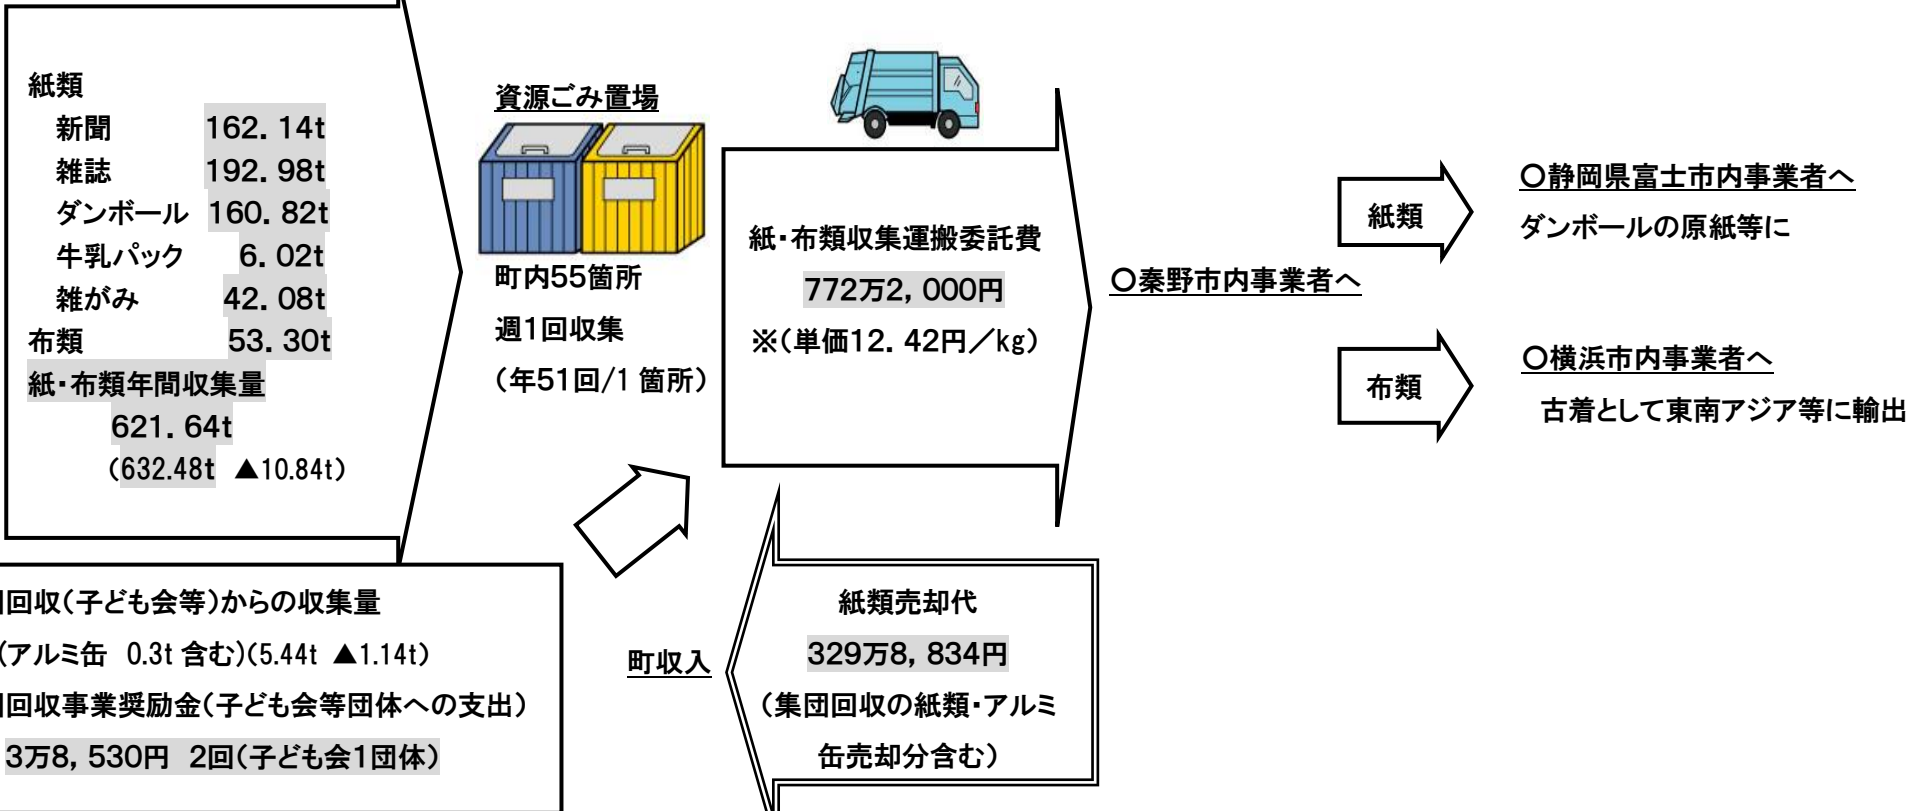 紙類
新聞 162．14t
雑誌 192．98t
ダンボール 160．82t
牛乳パック 6．02t
雑がみ 42．08t
布類 53．30t
紙・布類年間収集量
621．64t
（632.48t ▲10.84t）
資源ごみ置場
町内55箇所
週1回収集
（年51回/1 箇所）
紙・布類収集運搬委託費
772万2，000円
※（単価12．42円／kg）
○秦野市内事業者へ
紙類
○静岡県富士市内事業者へ
ダンボールの原紙等に
布類
○横浜市内事業者へ
古着として東南アジア等に輸出
回収（子ども会等）からの収集量
（アルミ缶 0.3t 含む）（5.44t ▲1.14t）
回収事業奨励金（子ども会等団体への支出）
3万8，530円 2回（子ども会1団体）
町収入
紙類売却代
329万8，834円
（集団回収の紙類・アルミ
缶売却分含む）